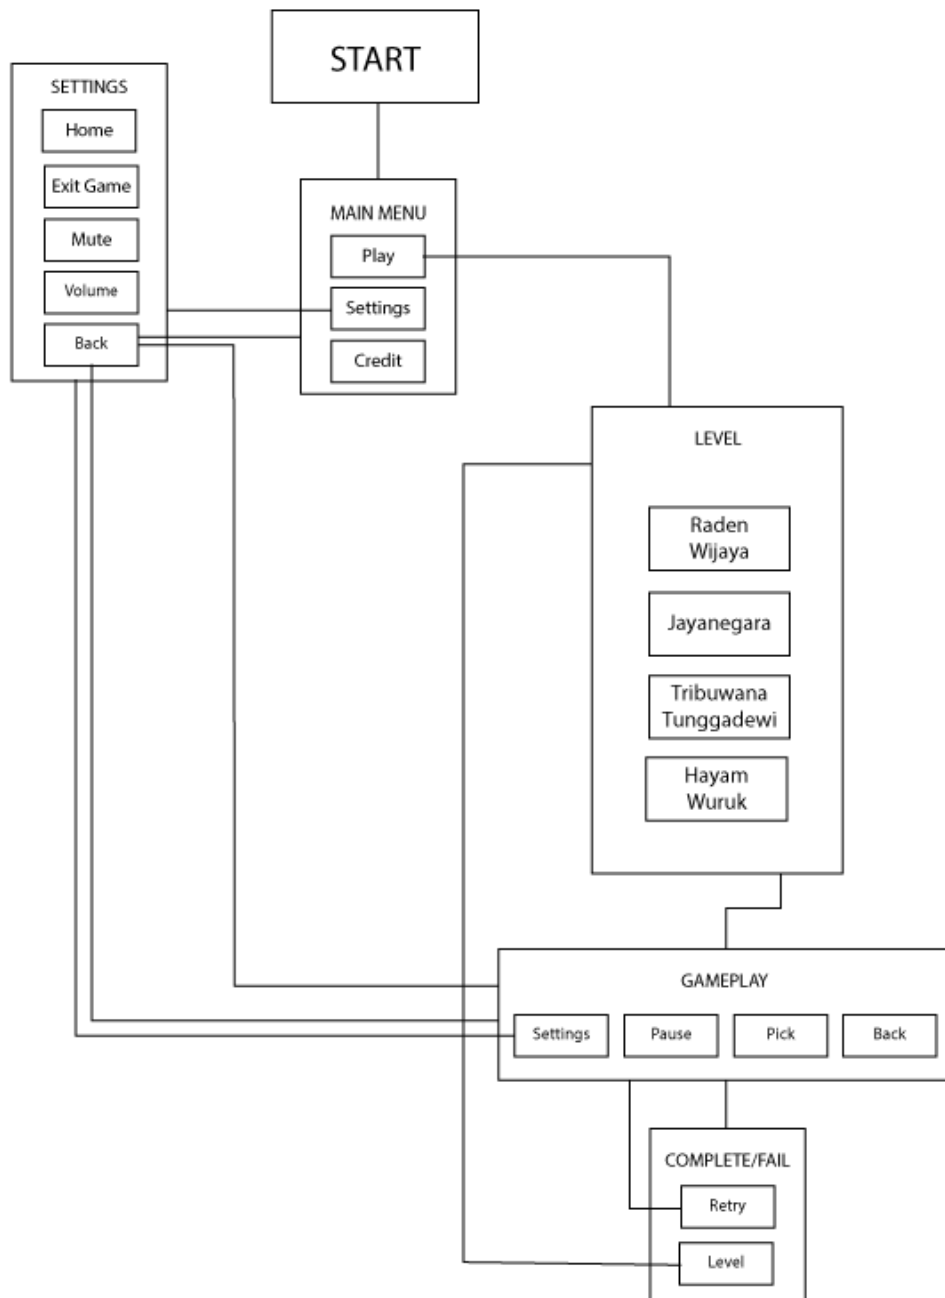 START
SETTINGS
Home
Exit Game
Mute
Volume
Back
MAIN MENU
Play
Settings
Credit
LEVEL
Raden
Wijaya
Jayanegara
Tribuwana
Tunggadewi
Hayam
Wuruk
GAMEPLAY
Settings
Pause
Pick
Back
COMPLETE/FAIL
Retry
Level